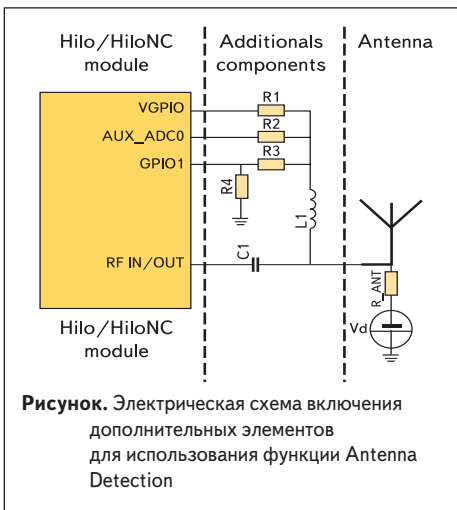 Hilo/HiloNC
module
Additionals
components
Antenna
VGPIO
AUX_ADC0
GPIO1
RF IN/OUT
R1
R2
R3
R4
L1
C1
R_ANT
Vd
Hilo/HiloNC
module
Рисунок. Электрическая схема включения
дополнительных элементов
для использования функции Antenna
Detection